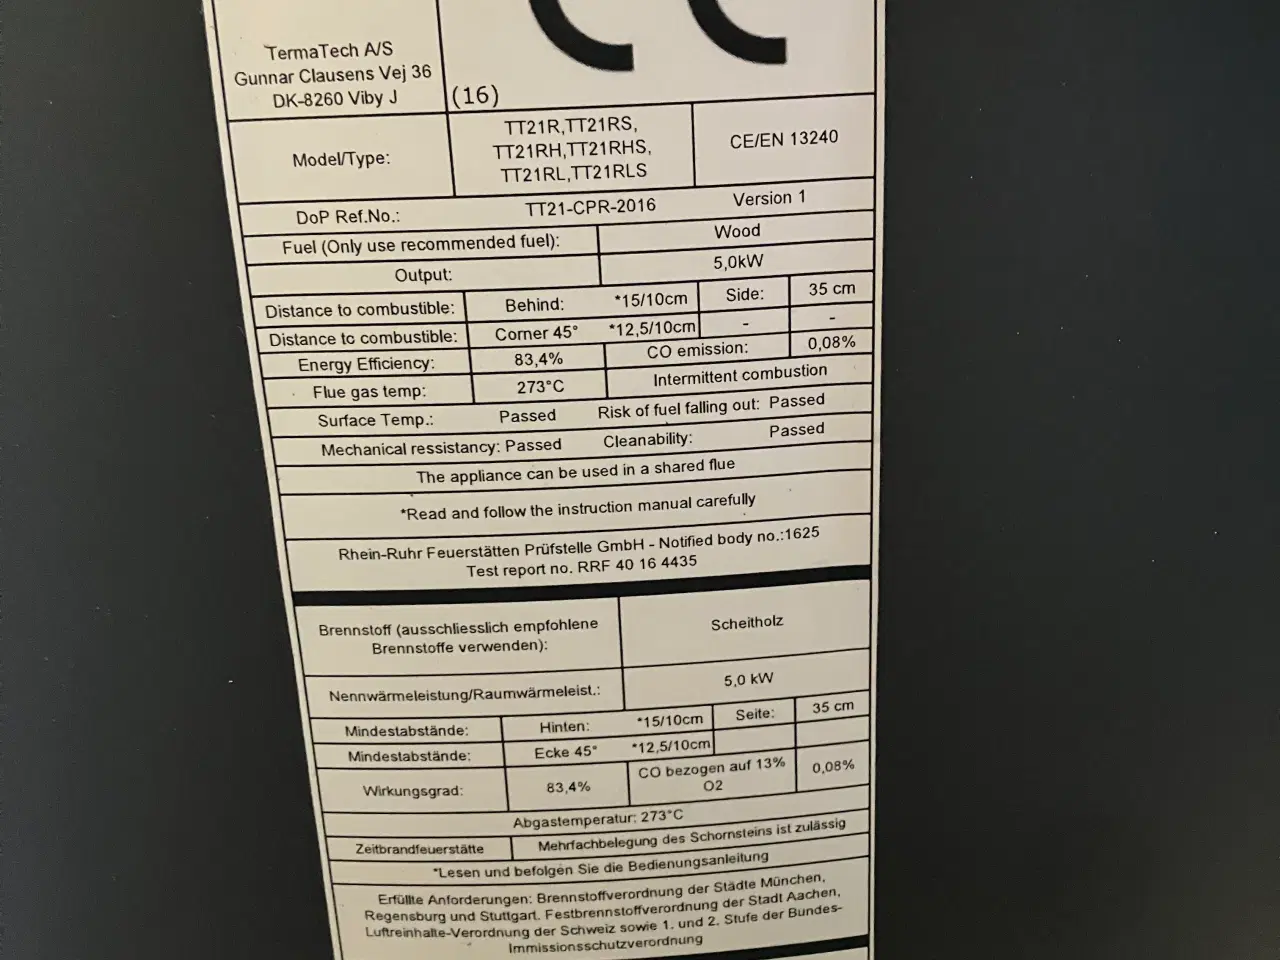 TermaTech A/S
Gunnar Clausens Vej 36
DK-8260 Viby J
CE
(16)
Model/Type:
TT21R,TT21RS,
TT21RH,TT21RHS,
TT21RL,TT21RLS
CE/EN 13240
DoP Ref.No.: TT21-CPR-2016 Version 1
Fuel (Only use recommended fuel): Wood
Output: 5,0kW
Distance to combustible: Behind: *15/10cm Side: 35 cm
Distance to combustible: Corner 45° *12,5/10cm - -
Energy Efficiency: 83,4% CO emission: 0,08%
Flue gas temp: 273°C Intermittent combustion
Surface Temp.: Passed Risk of fuel falling out: Passed
Mechanical ressistancy: Passed Cleanability: Passed
The appliance can be used in a shared flue
*Read and follow the instruction manual carefully
Rhein-Ruhr Feuerstätten Prüfstelle GmbH - Notified body no.:1625
Test report no. RRF 40 16 4435
Brennstoff (ausschliesslich empfohlene
Brennstoffe verwenden):
Scheitholz
Nennwärmeleistung/Raumwärmeleist.: 5,0 kW
Mindestabstände: Hinten: *15/10cm Seite: 35 cm
Mindestabstände: Ecke 45° *12,5/10cm
Wirkungsgrad: 83,4% CO bezogen auf 13%
O2
0,08%
Abgastemperatur: 273°C
Zeitbrandfeuerstätte Mehrfachbelegung des Schornsteins ist zulässig
*Lesen und befolgen Sie die Bedienungsanleitung
Erfüllte Anforderungen: Brennstoffverordnung der Städte München,
Regensburg und Stuttgart. Festbrennstoffverordnung der Stadt Aachen,
Luftreinhalte-Verordnung der Schweiz sowie 1. und 2. Stufe der Bundes-
Immissionsschutzverordnung